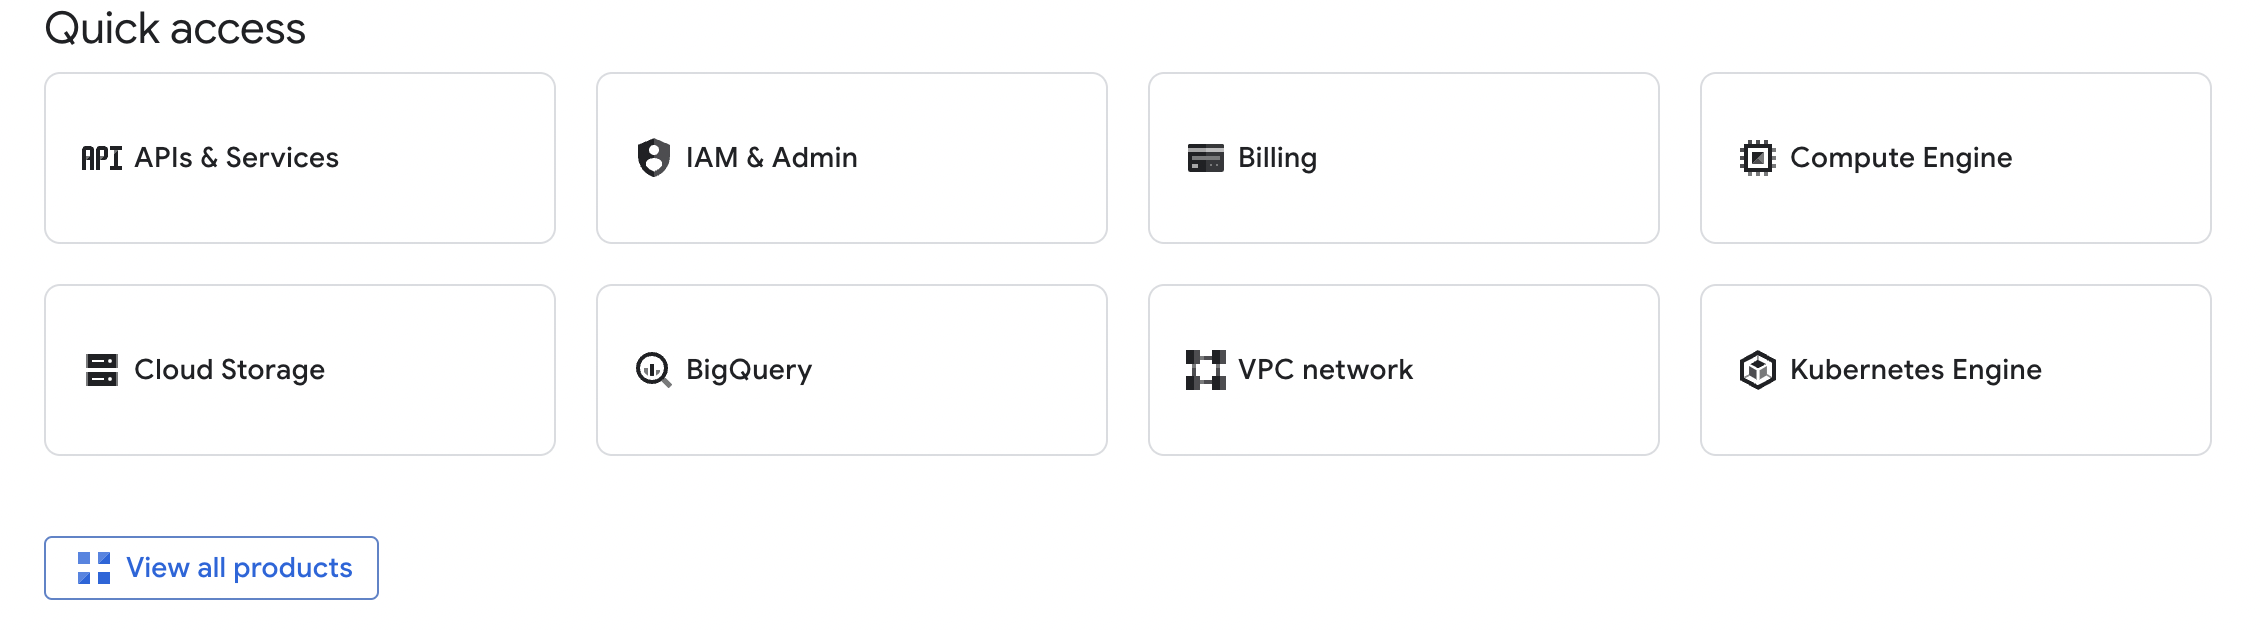 Quick access
API APIs & Services
IAM & Admin
Billing
Compute Engine
Cloud Storage
BigQuery
VPC network
Kubernetes Engine
View all products